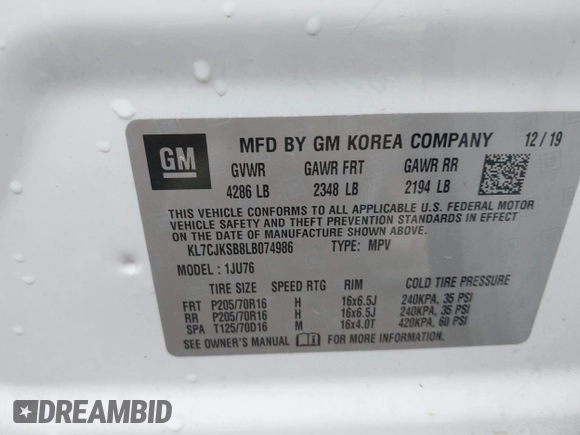 GM
MFD BY GM KOREA COMPANY 12/19
GVWR GAWR FRT GAWR RR
4286 LB 2348 LB 2194 LB
THIS VEHICLE CONFORMS TO ALL APPLICABLE U.S. FEDERAL MOTOR
VEHICLE SAFETY AND THEFT PREVENTION STANDARDS IN EFFECT ON THE
DATE OF MANUFACTURE SHOWN ABOVE.
KL7CJKSB8LB074986 TYPE: MPV
MODEL: 1JU76
TIRE SIZE SPEED RTG RIM COLD TIRE PRESSURE
FRT P205/70R16 H 16x6.5J 240KPA, 35 PSI
RR P205/70R16 H 16x6.5J 240KPA, 35 PSI
SPA T125/70D16 M 16x4.0T 420KPA, 60 PSI
SEE OWNER'S MANUAL FOR MORE INFORMATION.
DREAMBID